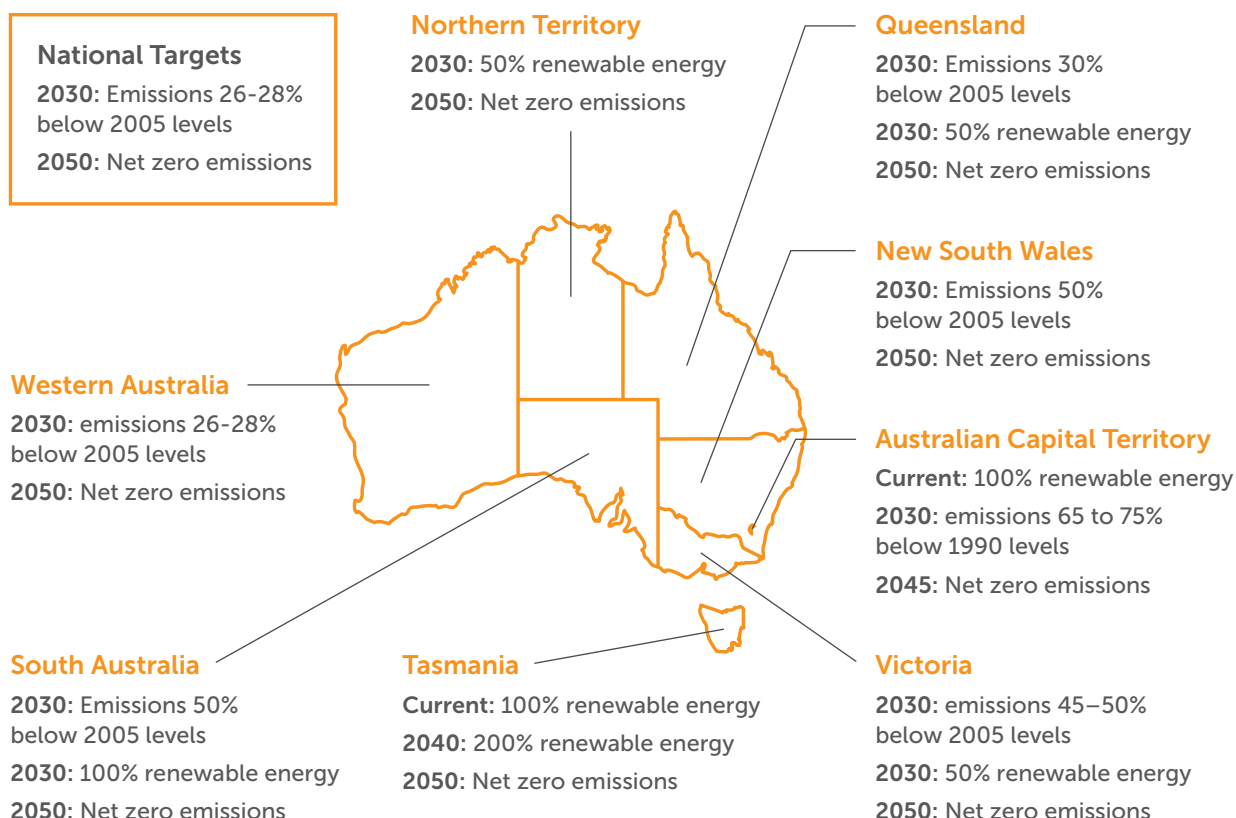 National Targets
2030: Emissions 26-28%
below 2005 levels
2050: Net zero emissions
Northern Territory
2030: 50% renewable energy
2050: Net zero emissions
Queensland
2030: Emissions 30%
below 2005 levels
2030: 50% renewable energy
2050: Net zero emissions
New South Wales
2030: Emissions 50%
below 2005 levels
2050: Net zero emissions
Western Australia
2030: emissions 26-28%
below 2005 levels
2050: Net zero emissions
Australian Capital Territory
Current: 100% renewable energy
2030: emissions 65 to 75%
below 1990 levels
2045: Net zero emissions
South Australia
2030: Emissions 50%
below 2005 levels
2030: 100% renewable energy
2050: Net zero emissions
Tasmania
Current: 100% renewable energy
2040: 200% renewable energy
2050: Net zero emissions
Victoria
2030: emissions 45–50%
below 2005 levels
2030: 50% renewable energy
2050: Net zero emissions